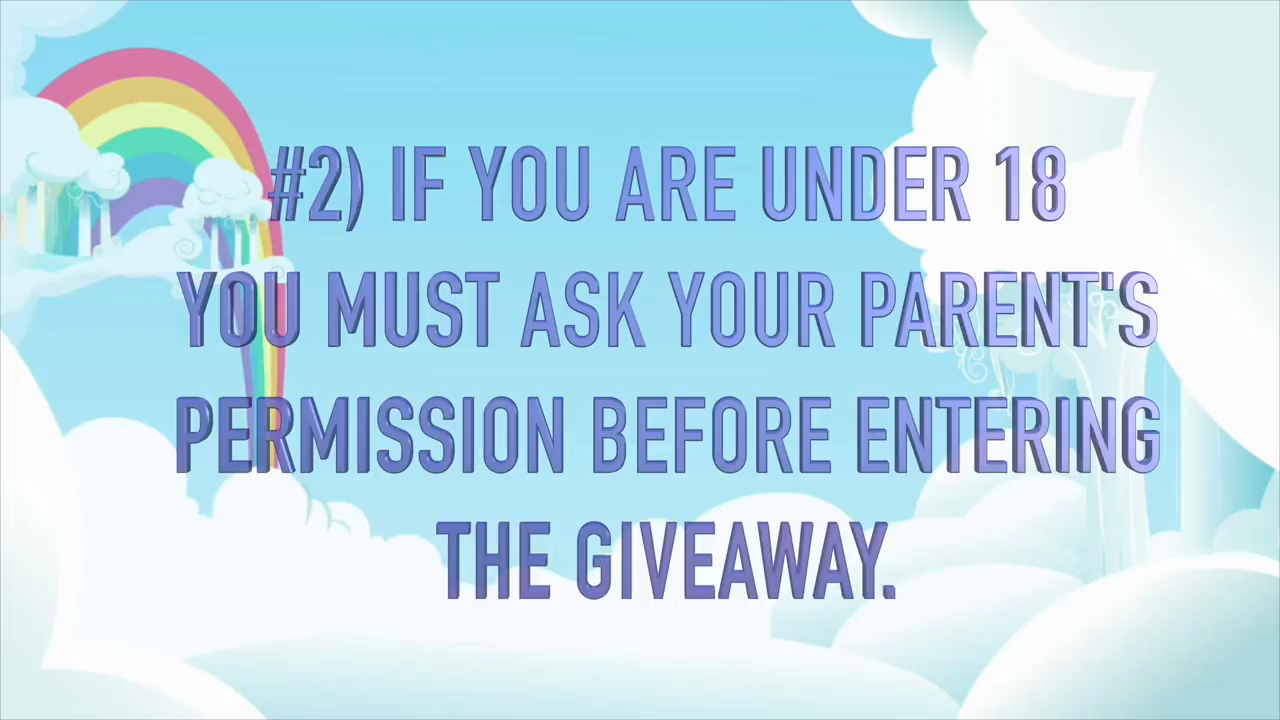 #2) IF YOU ARE UNDER 18
YOU MUST ASK YOUR PARENT'S
PERMISSION BEFORE ENTERING
THE GIVEAWAY.